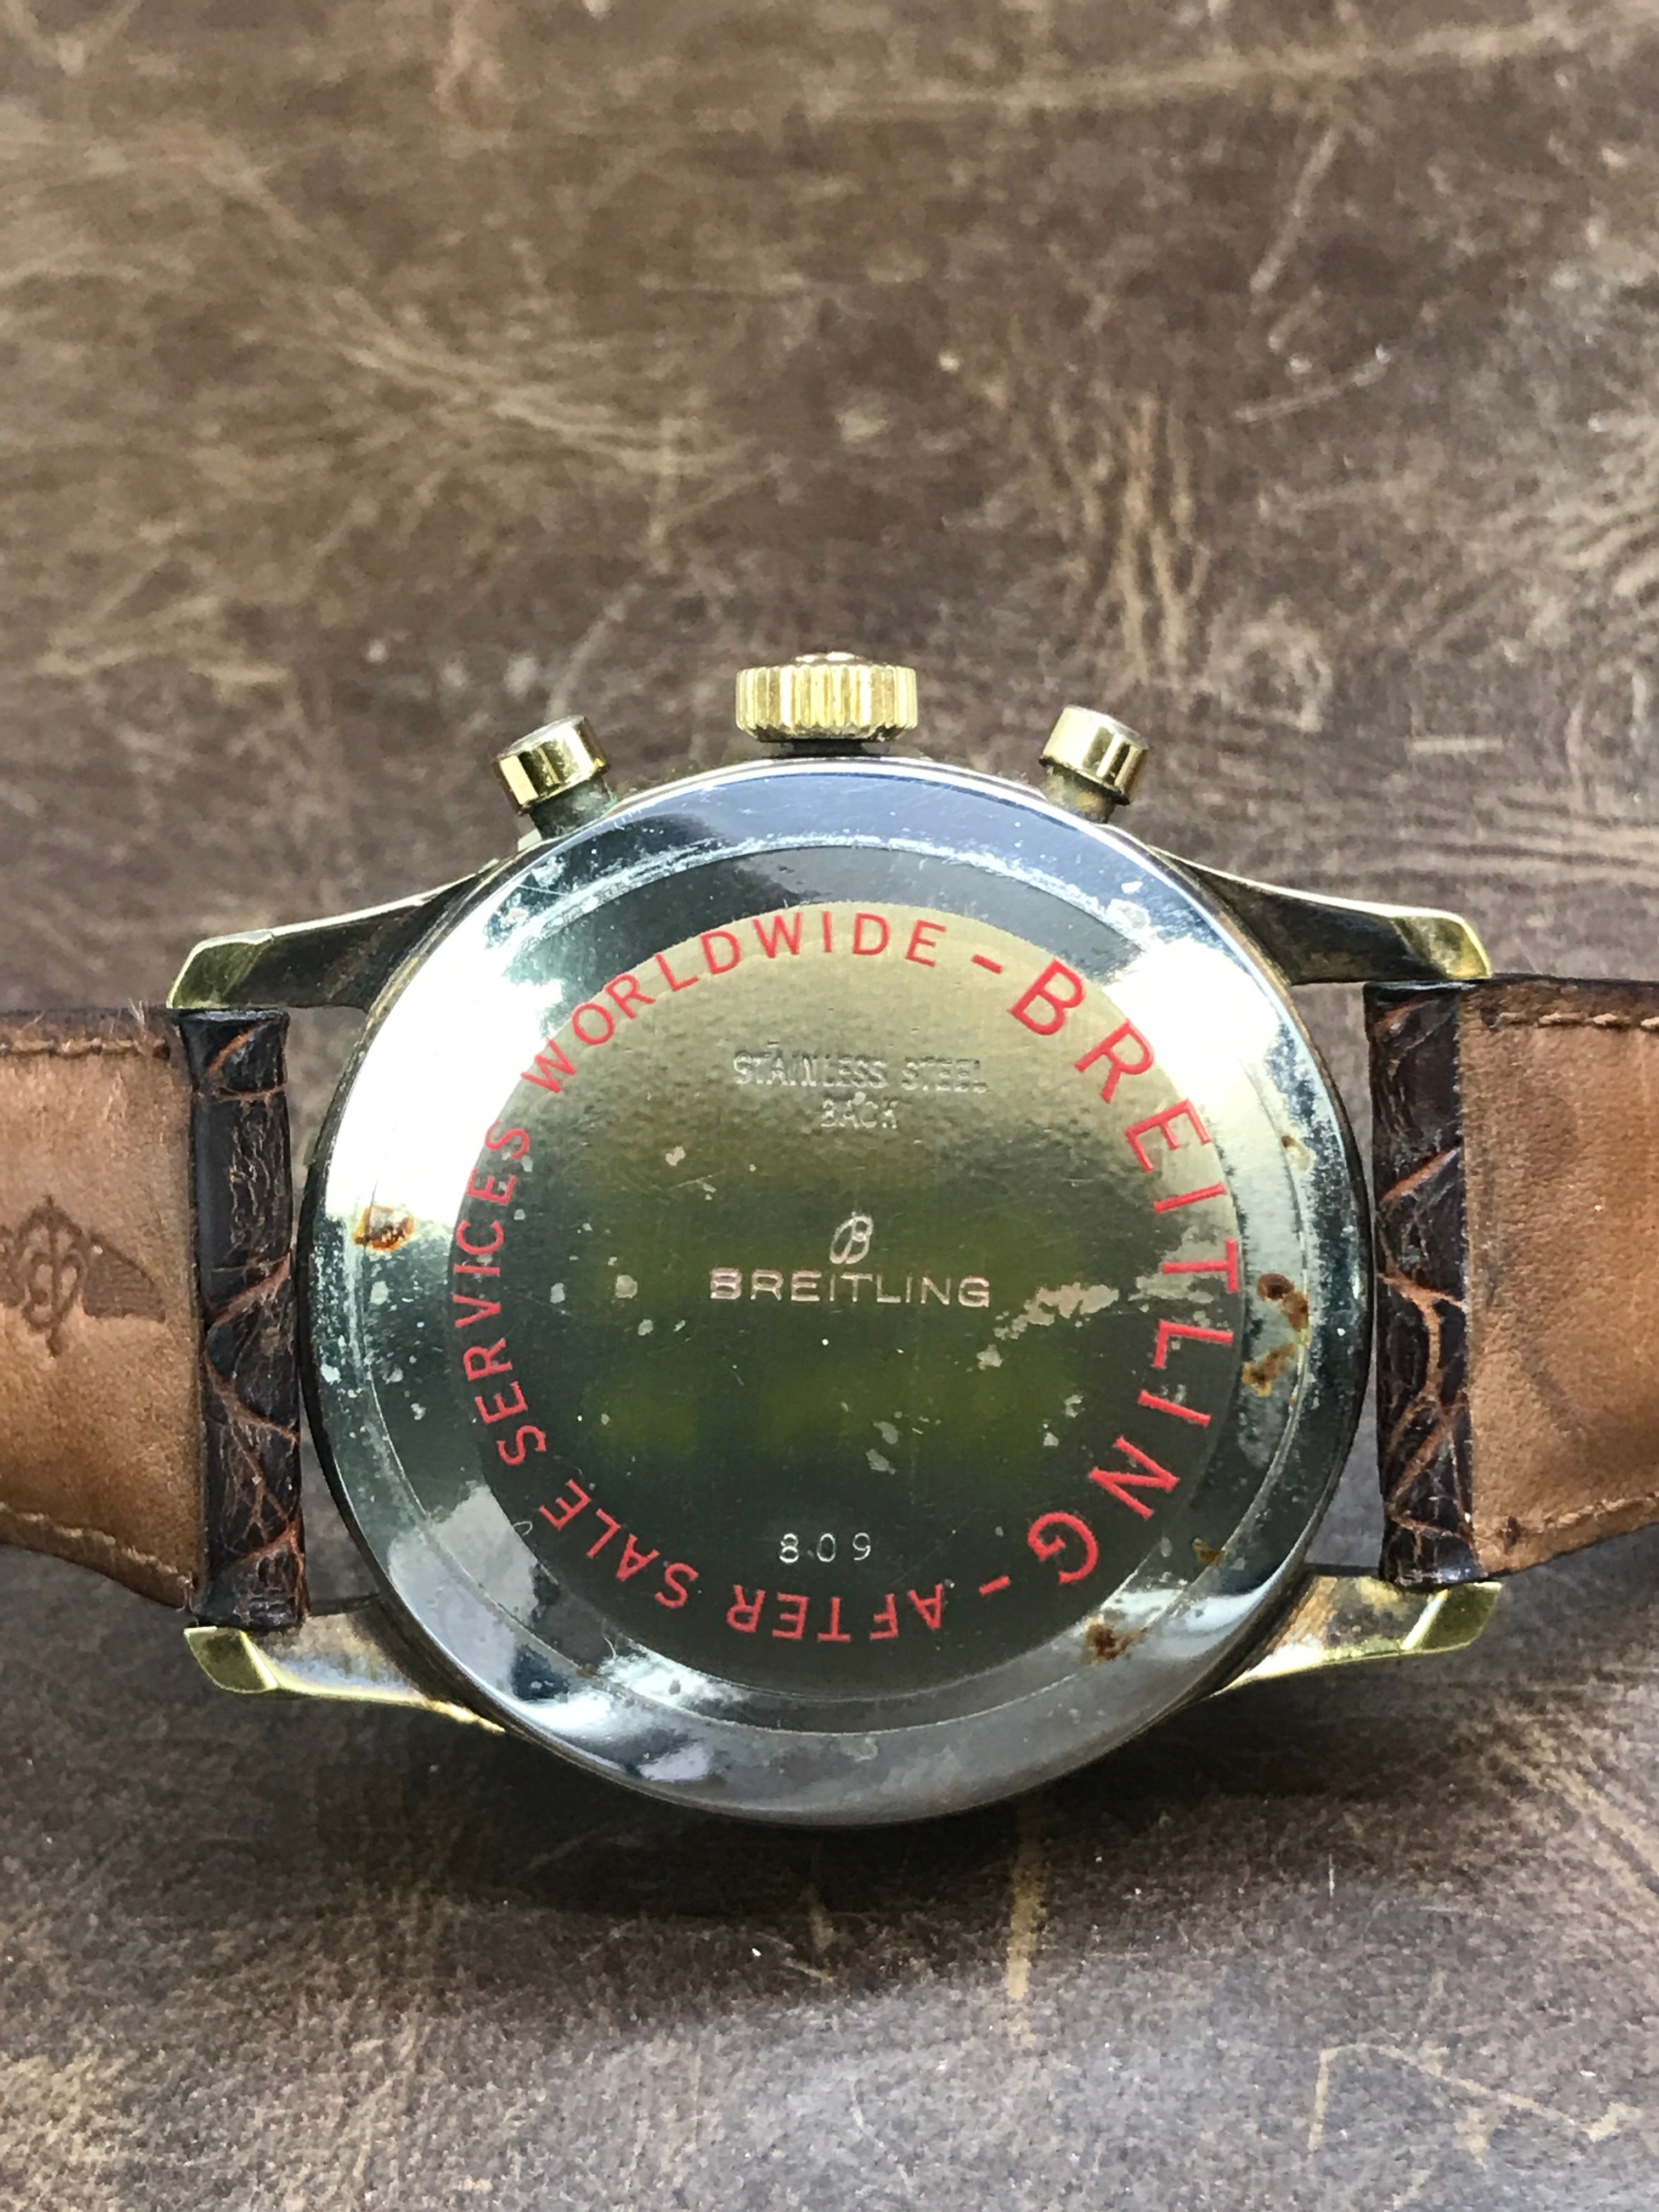 BREITLING - AFTER SALE SERVICES WORLDWIDE -
STAINLESS STEEL
BACK
B
BREITLING
809